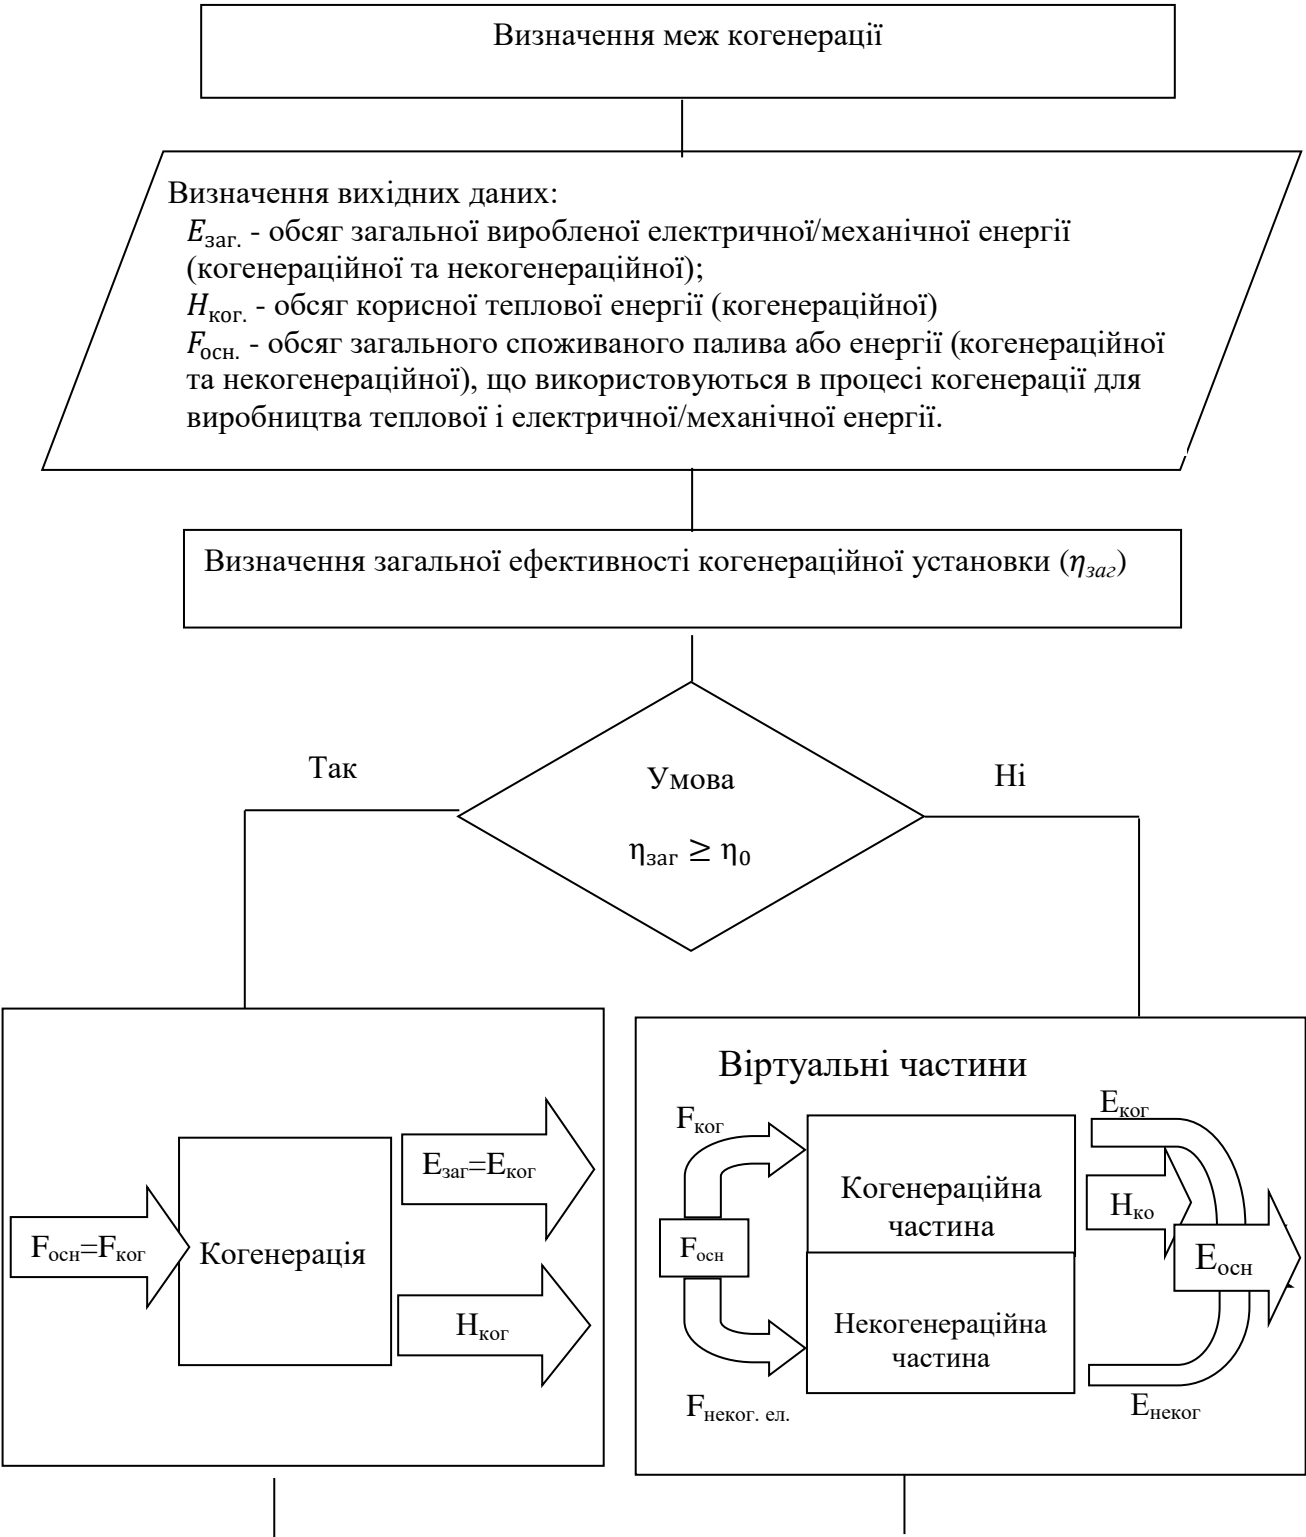 Визначення меж когенерації
Визначення вихідних даних:
Eзаг. - обсяг загальної виробленої електричної/механічної енергії
(когенераційної та некогенераційної);
Hког. - обсяг корисної теплової енергії (когенераційної)
Fосн. - обсяг загального споживаного палива або енергії (когенераційної
та некогенераційної), що використовуються в процесі когенерації для
виробництва теплової і електричної/механічної енергії.
Визначення загальної ефективності когенераційної установки (ηзаг)
Так
Умова
Ні
ηзаг ≥ η0
Eзаг=Eког
Fосн=Fког
Когенерація
Hког
Віртуальні частини
Fког
Eког
Когенераційна
частина
Hко
Fосн
Eосн
Некогенераційна
частина
Fнеког. ел.
Eнеког